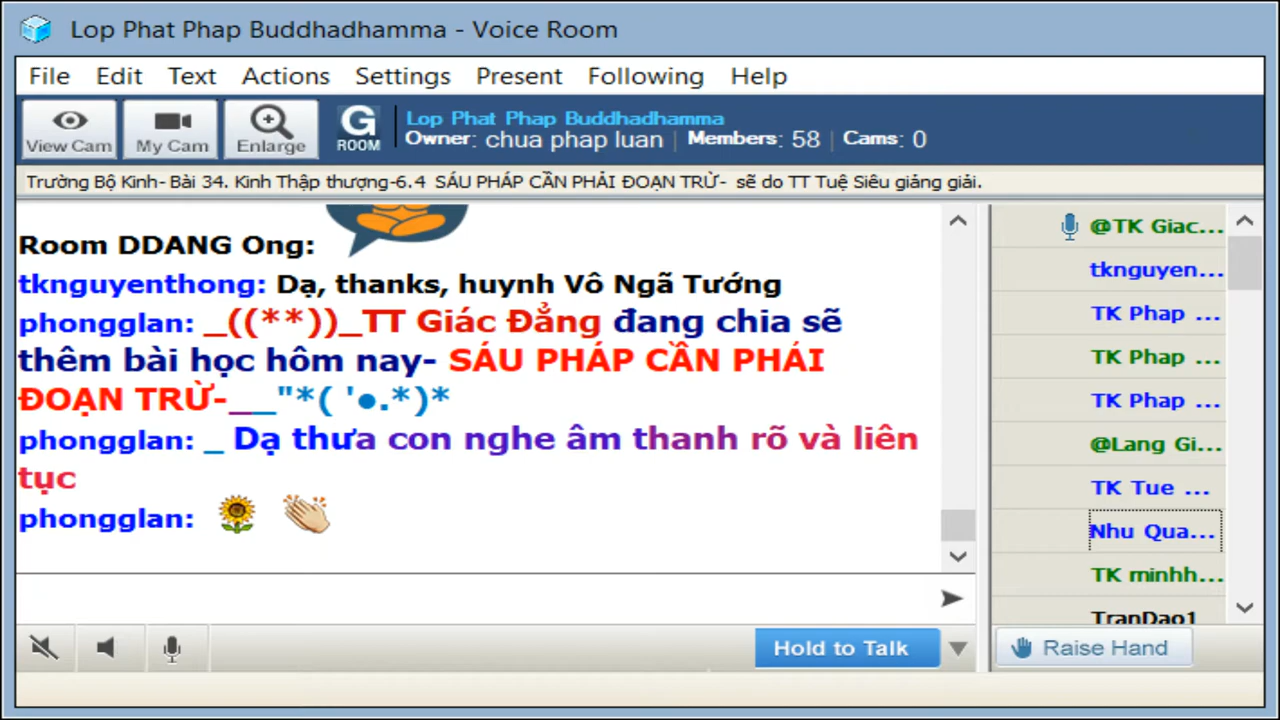 Lop Phat Phap Buddhadhamma - Voice Room
File Edit Text Actions Settings Present Following Help
View Cam My Cam Enlarge G ROOM
Lop Phat Phap Buddhadhamma
Owner: chua phap luan | Members: 58 | Cams: 0
Trường Bộ Kinh- Bài 34. Kinh Thập thượng-6.4 SÁU PHÁP CẦN PHẢI ĐOẠN TRỪ- sẽ do TT Tuệ Siêu giảng giải.
Room DDANG Ong:
tknguyenthong: Dạ, thanks, huynh Vô Ngã Tướng
phongglan: _((**))_TT Giác Đẳng đang chia sẽ
thêm bài học hôm nay- SÁU PHÁP CẦN PHẢI
ĐOẠN TRỪ-__"*( '●.*)*
phongglan: _ Dạ thưa con nghe âm thanh rõ và liên
tục
phongglan:
@TK Giac...
tknguyen...
TK Phap ...
TK Phap ...
TK Phap ...
@Lang Gi...
TK Tue ...
Nhu Qua...
TK minhh...
TranDao1
Hold to Talk
Raise Hand